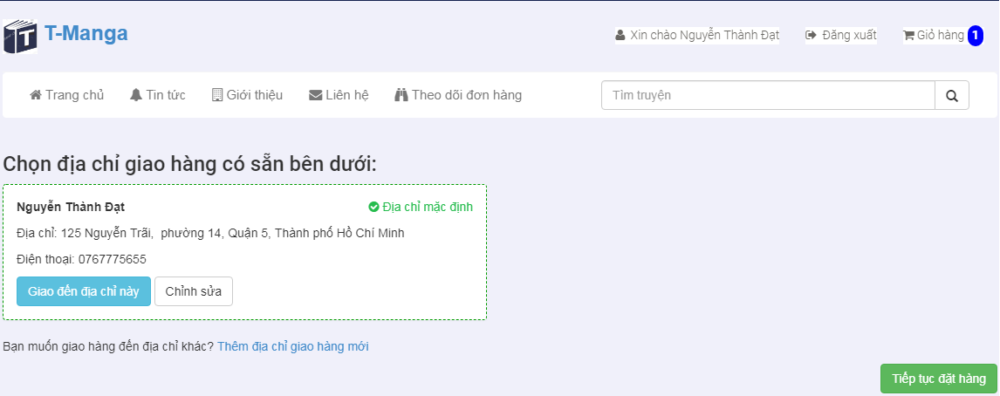 T-Manga
Xin chào Nguyễn Thành Đạt Đăng xuất Giỏ hàng 1
Trang chủ Tin tức Giới thiệu Liên hệ Theo dõi đơn hàng Tìm truyện
Chọn địa chỉ giao hàng có sẵn bên dưới:
Nguyễn Thành Đạt Địa chỉ mặc định
Địa chỉ: 125 Nguyễn Trãi, phường 14, Quận 5, Thành phố Hồ Chí Minh
Điện thoại: 0767775655
Giao đến địa chỉ này Chỉnh sửa
Bạn muốn giao hàng đến địa chỉ khác? Thêm địa chỉ giao hàng mới
Tiếp tục đặt hàng